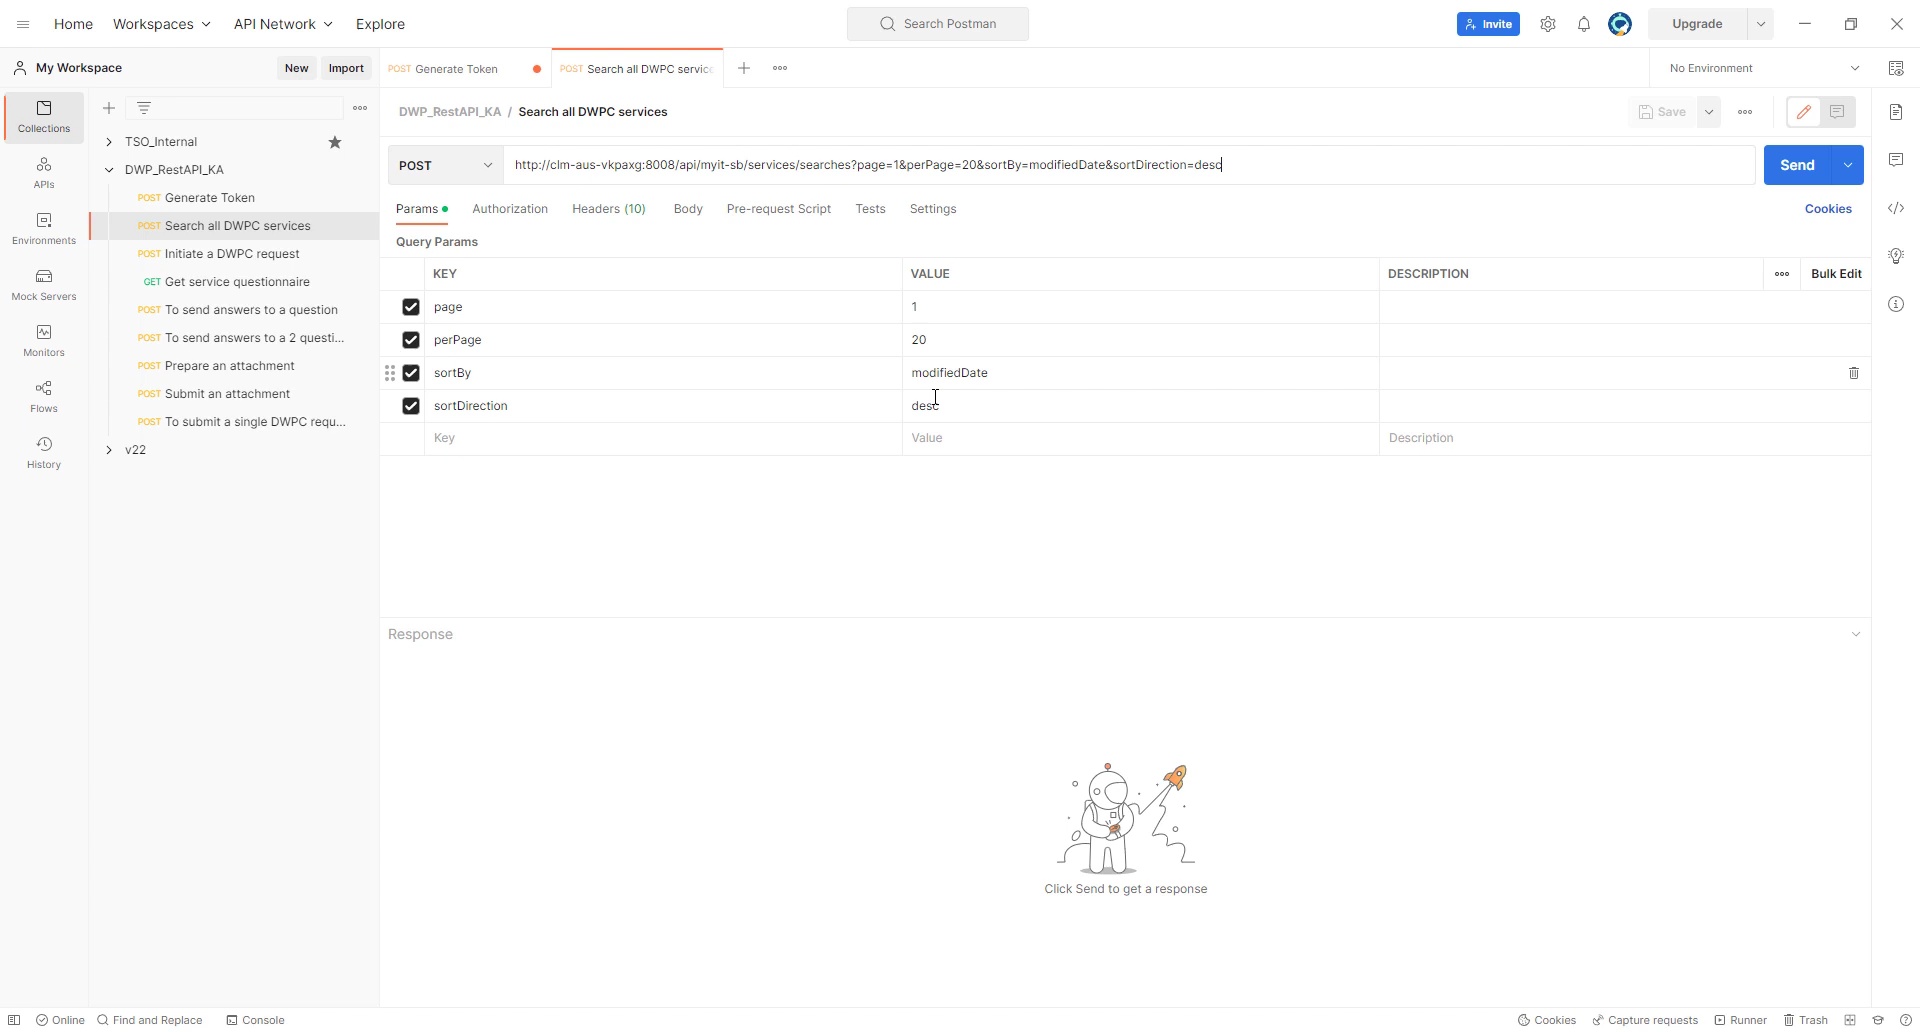 Home Workspaces API Network Explore Search Postman Invite Upgrade
My Workspace New Import POST Generate Token POST Search all DWPC servic No Environment
DWP_RestAPI_KA / Search all DWPC services Save
Collections
APIs
Environments
Mock Servers
Monitors
Flows
History
TSO_Internal
DWP_RestAPI_KA
POST Generate Token
POST Search all DWPC services
POST Initiate a DWPC request
GET Get service questionnaire
POST To send answers to a question
POST To send answers to a 2 questi...
POST Prepare an attachment
POST Submit an attachment
POST To submit a single DWPC requ...
v22
POST http://clm-aus-vkpaxg:8008/api/myit-sb/services/searches?page=1&perPage=20&sortBy=modifiedDate&sortDirection=desc Send
Params Authorization Headers (10) Body Pre-request Script Tests Settings Cookies
Query Params
KEY VALUE DESCRIPTION Bulk Edit
page 1
perPage 20
sortBy modifiedDate
sortDirection desc
Key Value Description
Response
Click Send to get a response
Online Find and Replace Console Cookies Capture requests Runner Trash